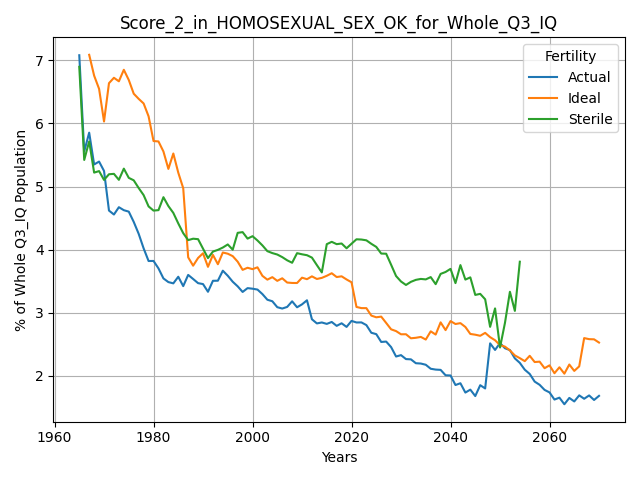 Score_2_in_HOMOSEXUAL_SEX_OK_for_Whole_Q3_IQ
Fertility
Actual
Ideal
Sterile
% of Whole Q3_IQ Population
7
6
5
4
3
2
1960
1980
2000
2020
2040
2060
Years